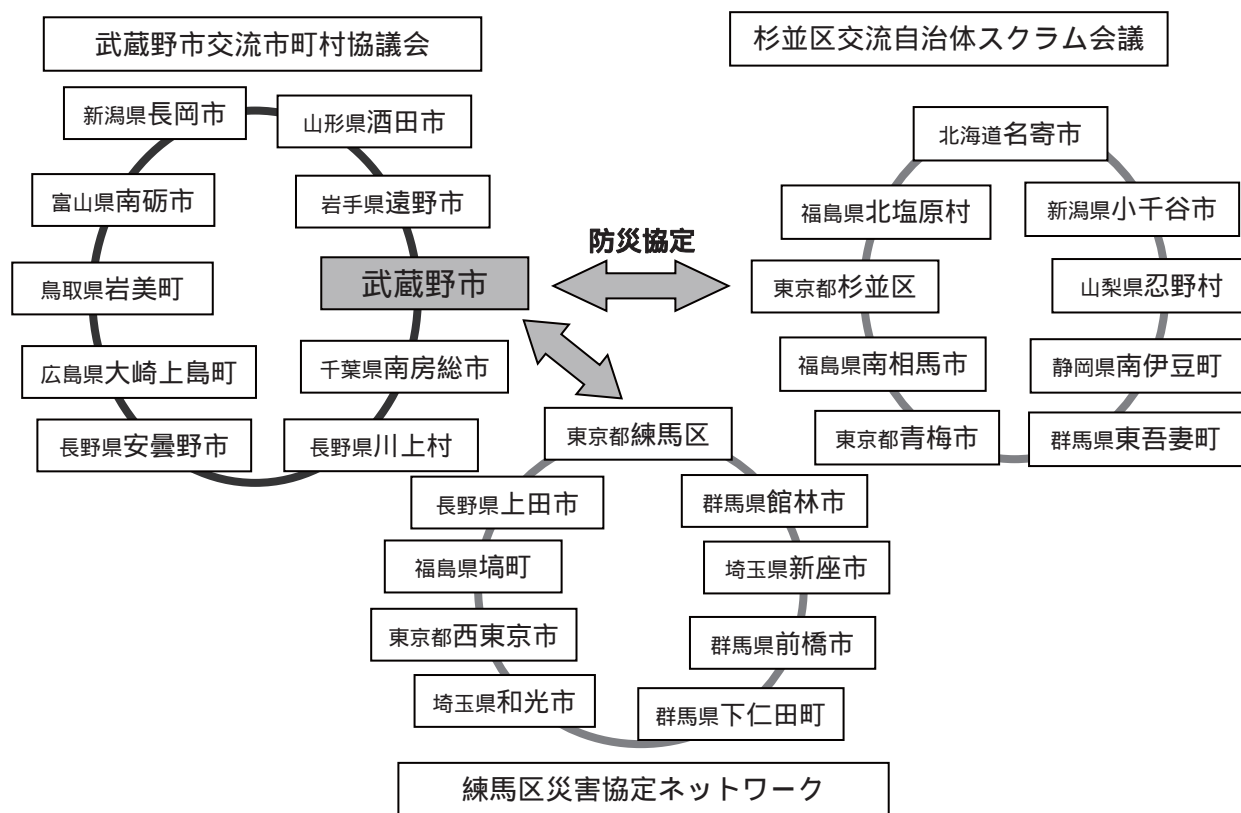 武蔵野市交流市町村協議会
新潟県長岡市
山形県酒田市
富山県南砺市
岩手県遠野市
鳥取県岩美町
武蔵野市
広島県大崎上島町
千葉県南房総市
長野県安曇野市
長野県川上村
防災協定
杉並区交流自治体スクラム会議
北海道名寄市
福島県北塩原村
新潟県小千谷市
東京都杉並区
山梨県忍野村
福島県南相馬市
静岡県南伊豆町
東京都青梅市
群馬県東吾妻町
東京都練馬区
長野県上田市
群馬県館林市
福島県塙町
埼玉県新座市
東京都西東京市
群馬県前橋市
埼玉県和光市
群馬県下仁田町
練馬区災害協定ネットワーク